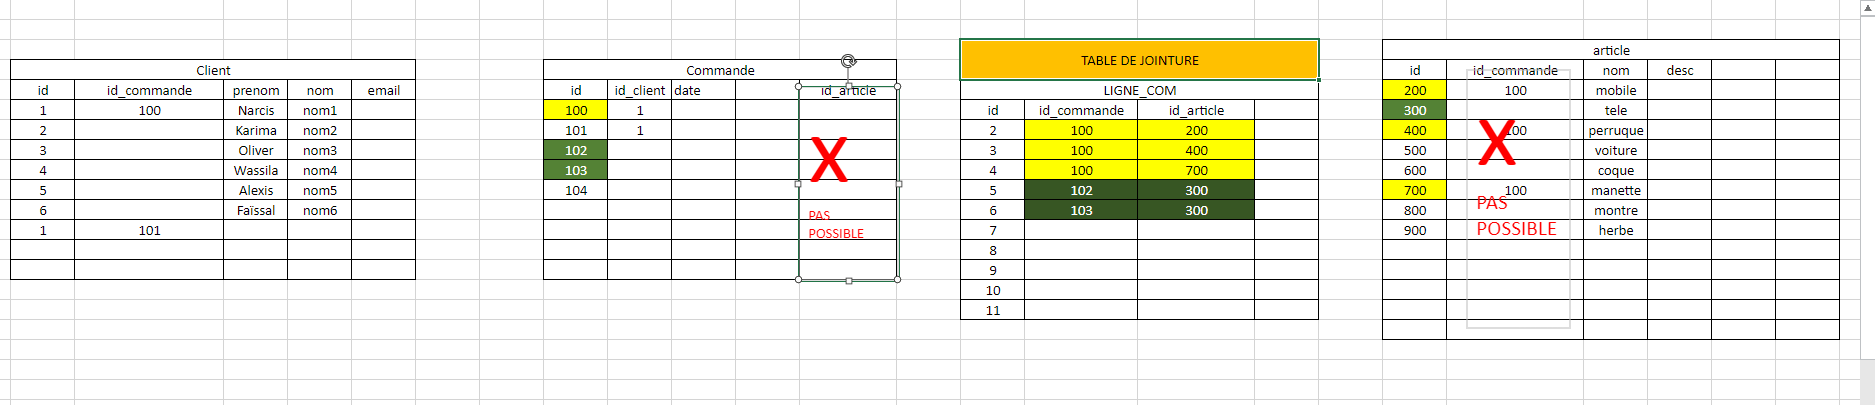 Client
id id_commande prenom nom email
1 100 Narcis nom1
2 Karima nom2
3 Oliver nom3
4 Wassila nom4
5 Alexis nom5
6 Faïssal nom6
1 101
Commande
id id_client date id_article
100 1
101 1
102
103
104
X
PAS
POSSIBLE
TABLE DE JOINTURE
LIGNE_COM
id id_commande id_article
2 100 200
3 100 400
4 100 700
5 102 300
6 103 300
7
8
9
10
11
article
id id_commande nom desc
200 100 mobile
300 tele
400 100 perruque
500 voiture
600 coque
700 100 manette
800 montre
900 herbe
X
PAS
POSSIBLE